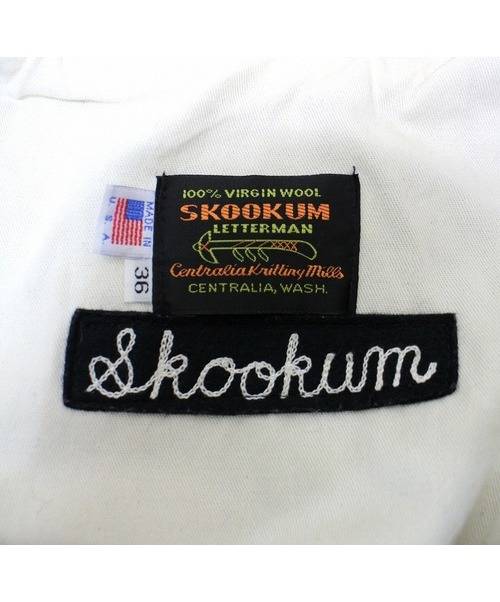 100% VIRGIN WOOL
SKOOKUM
LETTERMAN
Centralia Knitting Mills
CENTRALIA, WASH.
MADE IN
U.S.A.
36
Skookum